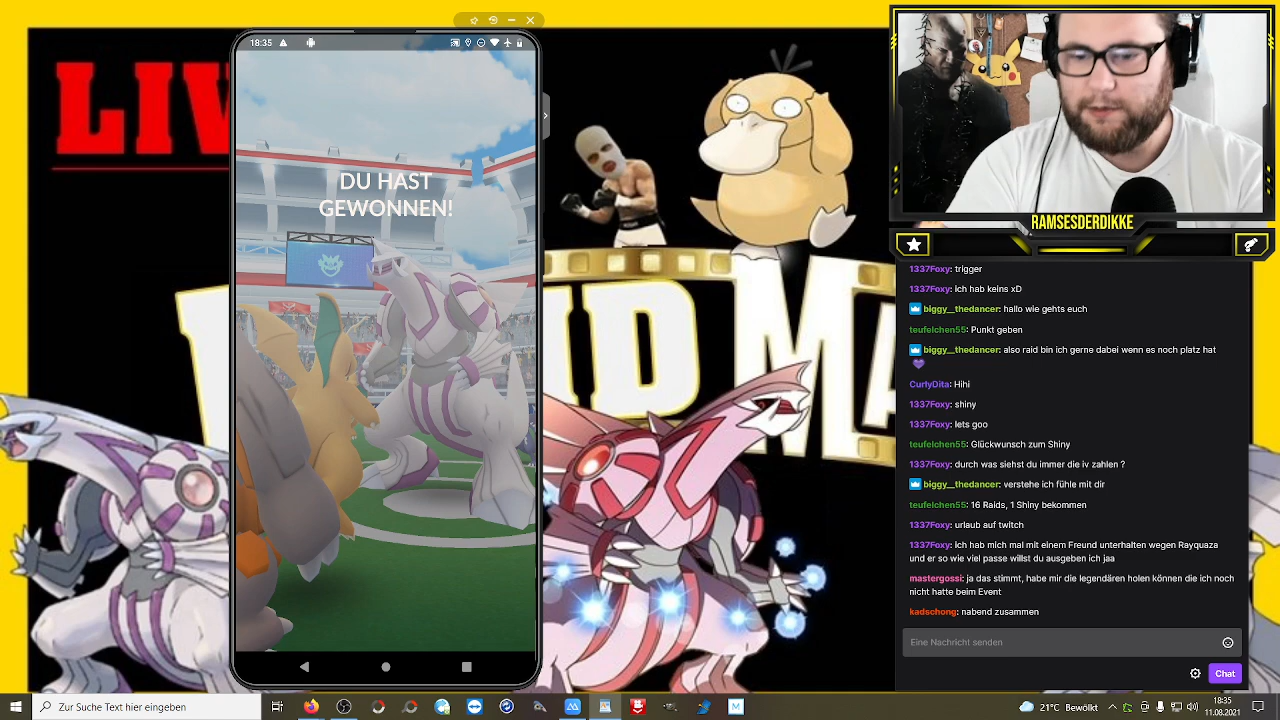 18:35
LIV
DU HAST
GEWONNEN!
RAMSESDERDIKKE
1337Foxy: trigger
1337Foxy: ich hab keins xD
biggy__thedancer: hallo wie gehts euch
teufelchen55: Punkt geben
biggy__thedancer: also raid bin ich gerne dabei wenn es noch platz hat
CurlyDita: Hihi
1337Foxy: shiny
1337Foxy: lets goo
teufelchen55: Glückwunsch zum Shiny
1337Foxy: durch was siehst du immer die iv zahlen ?
biggy__thedancer: verstehe ich fühle mit dir
teufelchen55: 16 Raids, 1 Shiny bekommen
1337Foxy: urlaub auf twitch
1337Foxy: ich hab mich mal mit einem Freund unterhalten wegen Rayquaza
und er so wie viel passe willst du ausgeben ich jaa
mastergossi: ja das stimmt, habe mir die legendären holen können die ich noch
nicht hatte beim Event
kadschong: nabend zusammen
Eine Nachricht senden
Chat
Zur Suche Text hier eingeben
21°C
18:35
11.08.2021